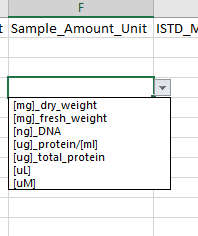 F
t Sample_Amount_Unit ISTD_M
[mg]_dry_weight
[mg]_fresh_weight
[ng]_DNA
[ug]_protein/[ml]
[ug]_total_protein
[uL]
[uM]